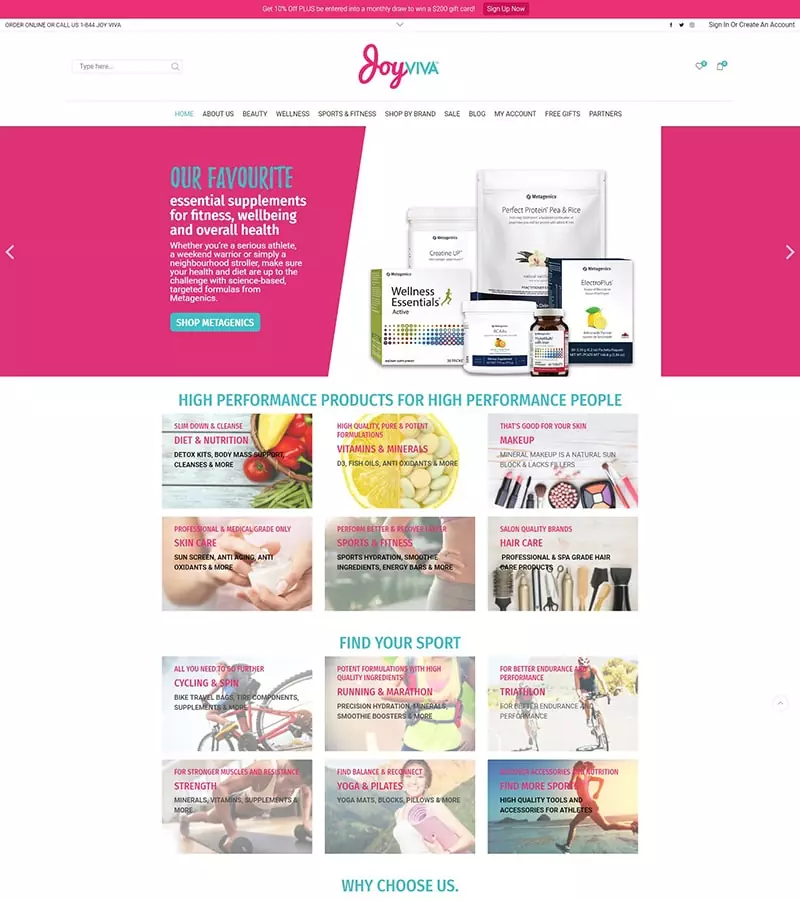 Get 10% Off PLUS be entered into a monthly draw to win a $200 gift card! Sign Up Now
ORDER ONLINE OR CALL US 1-844 JOY VIVA
Sign In Or Create An Account
Type here...
Joy VIVA
0
0
HOME ABOUT US BEAUTY WELLNESS SPORTS & FITNESS SHOP BY BRAND SALE BLOG MY ACCOUNT FREE GIFTS PARTNERS
OUR FAVOURITE
essential supplements
for fitness, wellbeing
and overall health
Whether you're a serious athlete,
a weekend warrior or simply a
neighbourhood stroller, make sure
your health and diet are up to the
challenge with science-based,
targeted formulas from
Metagenics.
SHOP METAGENICS
Metagenics
Perfect Protein® Pea & Rice
Metagenics
Creatine UP™
Metagenics
Wellness
Essentials®
Active
Metagenics
ElectroPlus
Metagenics
BCAAs
HIGH PERFORMANCE PRODUCTS FOR HIGH PERFORMANCE PEOPLE
SLIM DOWN & CLEANSE
DIET & NUTRITION
DETOX KITS, BODY MASS SUPPORT,
CLEANSES & MORE
HIGH QUALITY, PURE & POTENT
FORMULATIONS
VITAMINS & MINERALS
D3, FISH OILS, ANTI OXIDANTS & MORE
THAT'S GOOD FOR YOUR SKIN
MAKEUP
MINERAL MAKEUP IS A NATURAL SUN
BLOCK & LACKS FILLERS
PROFESSIONAL & MEDICAL GRADE ONLY
SKIN CARE
SUN SCREEN, ANTI AGING, ANTI
OXIDANTS & MORE
PERFORM BETTER & RECOVER FASTER
SPORTS & FITNESS
SPORTS HYDRATION, SMOOTHIE
INGREDIENTS, ENERGY BARS & MORE
SALON QUALITY BRANDS
HAIR CARE
PROFESSIONAL & SPA GRADE HAIR
CARE PRODUCTS
FIND YOUR SPORT
ALL YOU NEED TO GO FURTHER
CYCLING & SPIN
BIKE TRAVEL BAGS, TIRE COMPONENTS,
SUPPLEMENTS & MORE
POTENT FORMULATIONS WITH HIGH
QUALITY INGREDIENTS
RUNNING & MARATHON
PRECISION HYDRATION, MINERALS,
SMOOTHIE BOOSTERS & MORE
FOR BETTER ENDURANCE AND
PERFORMANCE
TRIATHLON
FOR BETTER ENDURANCE AND
PERFORMANCE
FOR STRONGER MUSCLES AND RESISTANCE
STRENGTH
MINERALS, VITAMINS, SUPPLEMENTS &
MORE
FIND BALANCE & RECONNECT
YOGA & PILATES
YOGA MATS, BLOCKS, PILLOWS & MORE
ACCESSORIES AND NUTRITION
FIND MORE SPORTS
HIGH QUALITY TOOLS AND
ACCESSORIES FOR ATHLETES
WHY CHOOSE US.